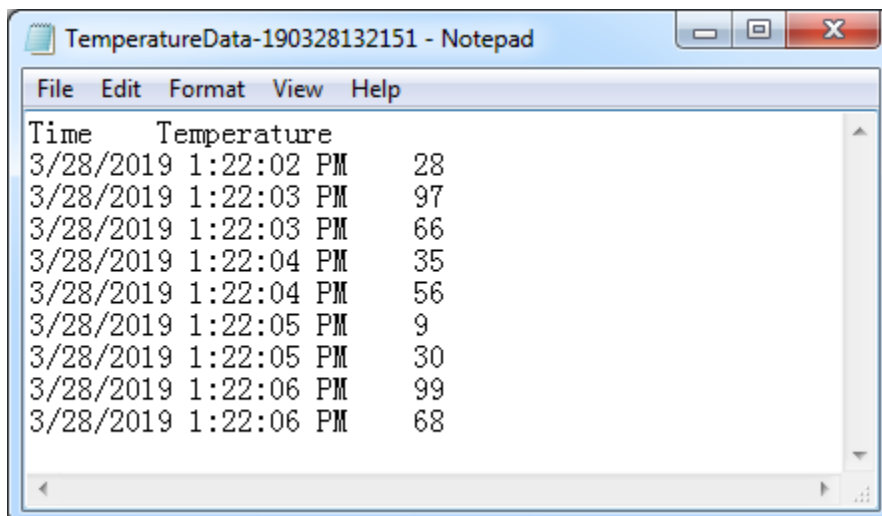 TemperatureData-190328132151 - Notepad
File Edit Format View Help
Time Temperature
3/28/2019 1:22:02 PM 28
3/28/2019 1:22:03 PM 97
3/28/2019 1:22:03 PM 66
3/28/2019 1:22:04 PM 35
3/28/2019 1:22:04 PM 56
3/28/2019 1:22:05 PM 9
3/28/2019 1:22:05 PM 30
3/28/2019 1:22:06 PM 99
3/28/2019 1:22:06 PM 68